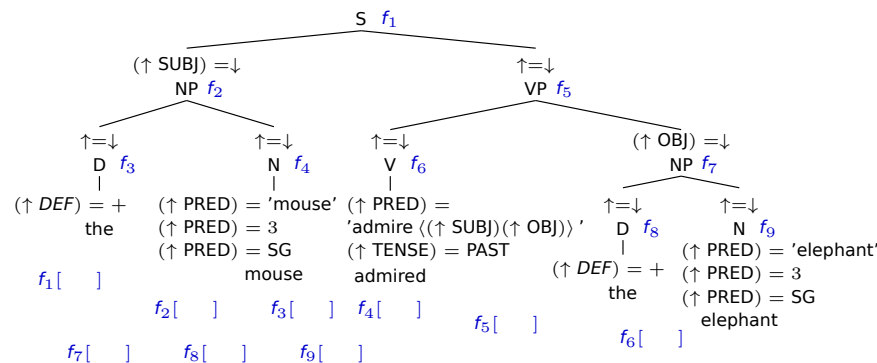 S f1
(↑ SUBJ) =↓ ↑=↓
NP f2 VP f5
↑=↓ ↑=↓ ↑=↓ (↑ OBJ) =↓
D f3 N f4 V f6 NP f7
(↑ DEF) = + (↑ PRED) = 'mouse' (↑ PRED) = ↑=↓ ↑=↓
the (↑ PRED) = 3 'admire ⟨(↑ SUBJ)(↑ OBJ)⟩ ' D f8 N f9
(↑ PRED) = SG (↑ TENSE) = PAST (↑ DEF) = + (↑ PRED) = 'elephant'
mouse admired the (↑ PRED) = 3
(↑ PRED) = SG
elephant
f1[ ]
f2[ ] f3[ ] f4[ ] f5[ ] f6[ ]
f7[ ] f8[ ] f9[ ]